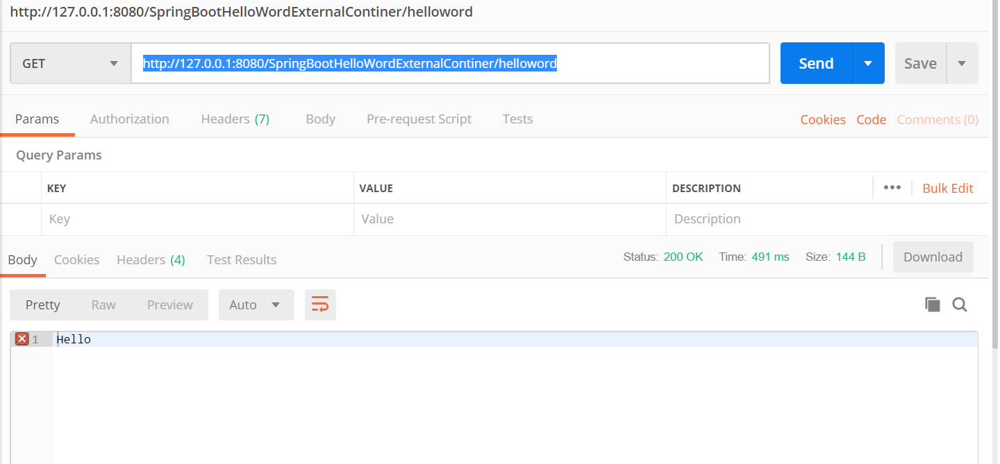 http://127.0.0.1:8080/SpringBootHelloWordExternalContiner/helloword
GET http://127.0.0.1:8080/SpringBootHelloWordExternalContiner/helloword Send Save
Params Authorization Headers (7) Body Pre-request Script Tests Cookies Code Comments (0)
Query Params
KEY VALUE DESCRIPTION ••• Bulk Edit
Key Value Description
Body Cookies Headers (4) Test Results Status: 200 OK Time: 491 ms Size: 144 B Download
Pretty Raw Preview Auto
1 Hello